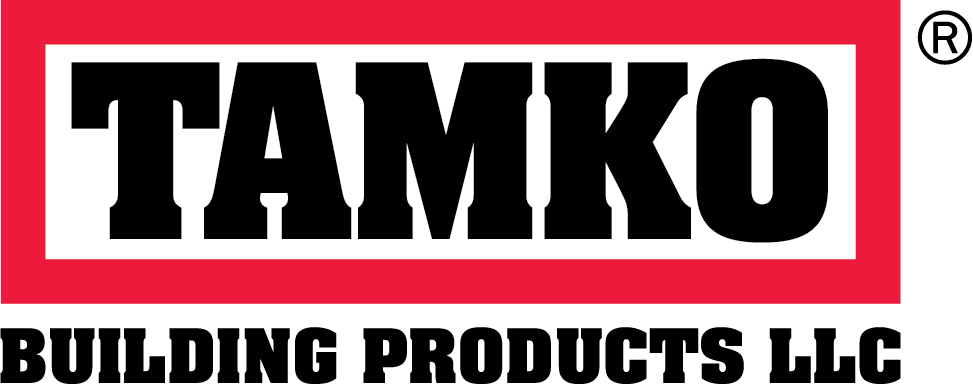 TAMKO®
BUILDING PRODUCTS LLC